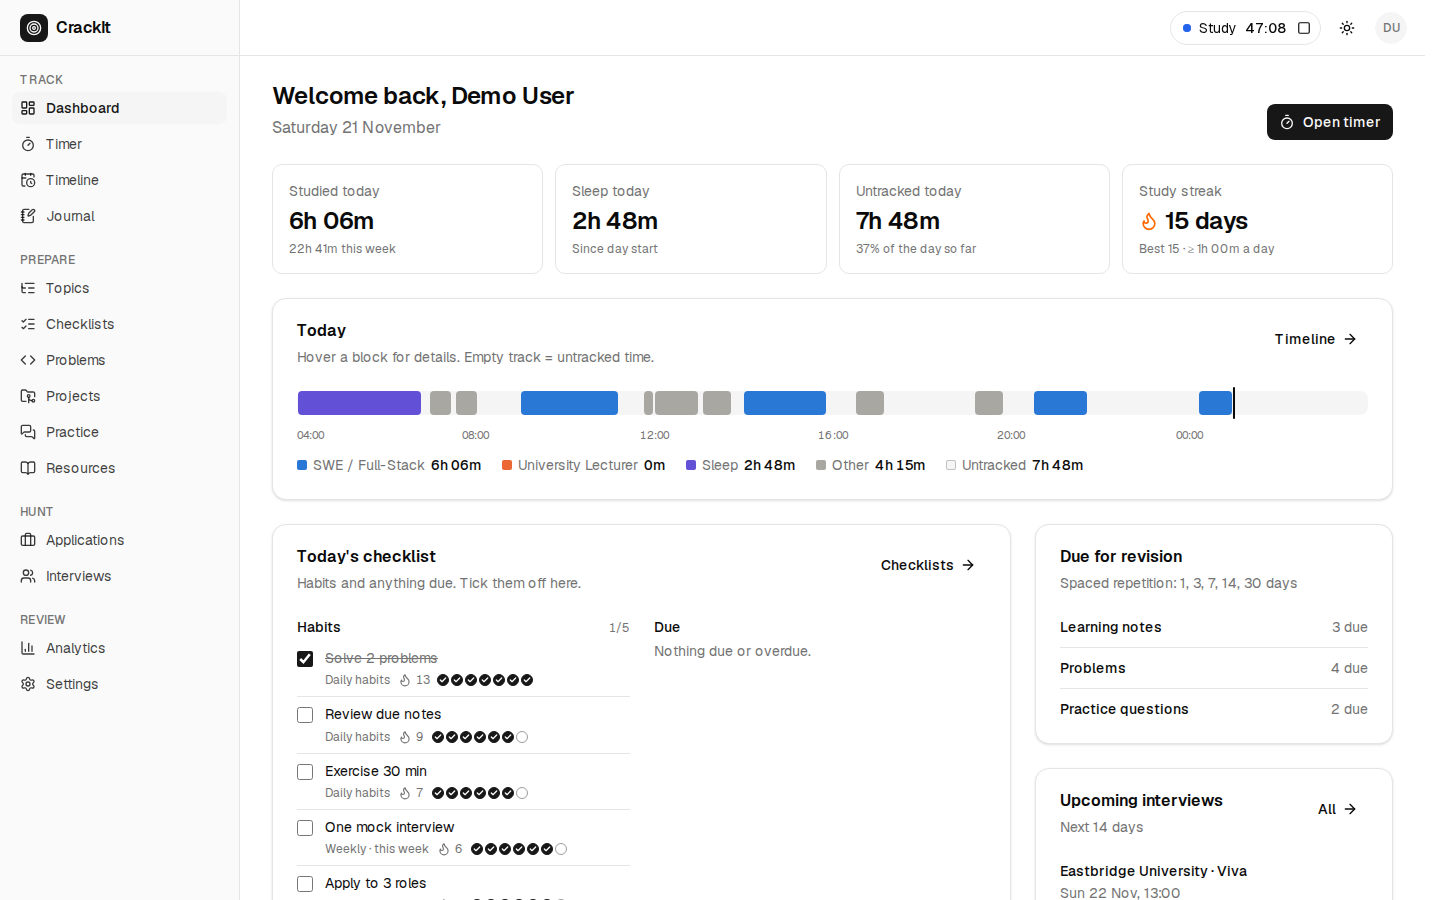 CrackIt
Study 47:08
DU
TRACK
Dashboard
Timer
Timeline
Journal
PREPARE
Topics
Checklists
Problems
Projects
Practice
Resources
HUNT
Applications
Interviews
REVIEW
Analytics
Settings
Welcome back, Demo User
Saturday 21 November
Open timer
Studied today
6h 06m
22h 41m this week
Sleep today
2h 48m
Since day start
Untracked today
7h 48m
37% of the day so far
Study streak
15 days
Best 15 · ≥ 1h 00m a day
Today
Hover a block for details. Empty track = untracked time.
Timeline
04:00 08:00 12:00 16:00 20:00 00:00
SWE / Full-Stack 6h 06m University Lecturer 0m Sleep 2h 48m Other 4h 15m Untracked 7h 48m
Today's checklist
Habits and anything due. Tick them off here.
Checklists
Habits 1/5
Solve 2 problems
Daily habits 13
Review due notes
Daily habits 9
Exercise 30 min
Daily habits 7
One mock interview
Weekly · this week 6
Apply to 3 roles
Due
Nothing due or overdue.
Due for revision
Spaced repetition: 1, 3, 7, 14, 30 days
Learning notes 3 due
Problems 4 due
Practice questions 2 due
Upcoming interviews
Next 14 days
All
Eastbridge University · Viva
Sun 22 Nov, 13:00